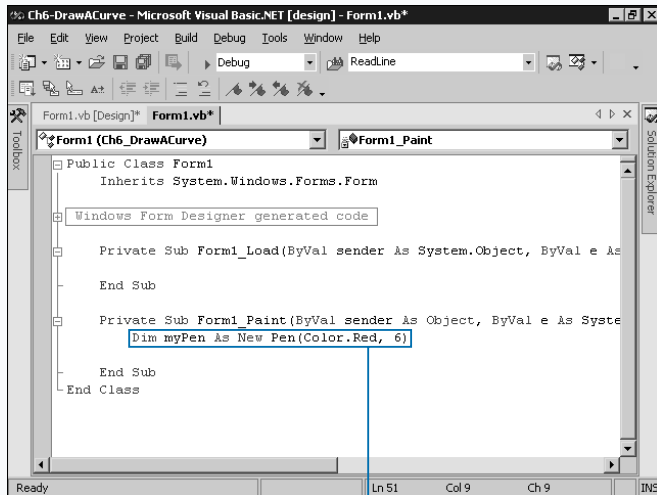 Ch6-DrawACurve - Microsoft Visual Basic.NET [design] - Form1.vb*
File Edit View Project Build Debug Tools Window Help
Debug ReadLine
Form1.vb [Design]* Form1.vb*
Toolbox
Solution Explorer
Form1 (Ch6_DrawACurve) Form1_Paint
Public Class Form1
Inherits System.Windows.Forms.Form
Windows Form Designer generated code
Private Sub Form1_Load(ByVal sender As System.Object, ByVal e As
End Sub
Private Sub Form1_Paint(ByVal sender As Object, ByVal e As Syste
Dim myPen As New Pen(Color.Red, 6)
End Sub
End Class
Ready Ln 51 Col 9 Ch 9 INS